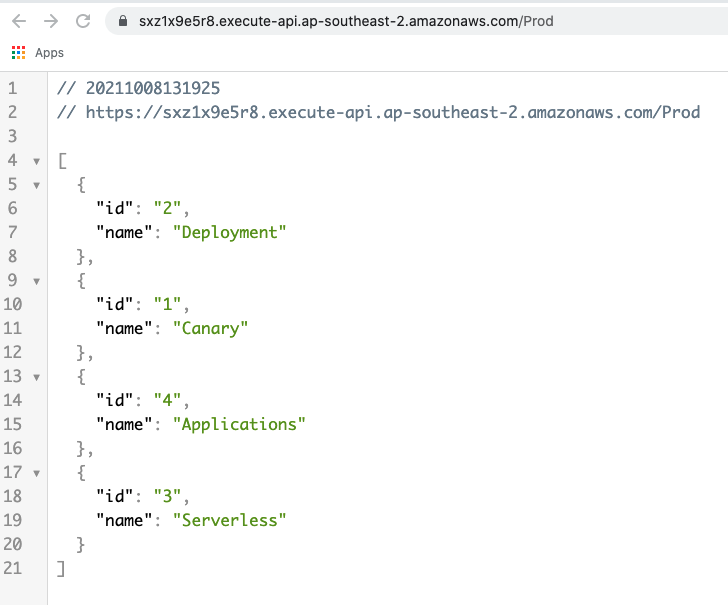 sxz1x9e5r8.execute-api.ap-southeast-2.amazonaws.com/Prod
Apps
1 // 20211008131925
2 // https://sxz1x9e5r8.execute-api.ap-southeast-2.amazonaws.com/Prod
3
4 [
5 {
6 "id": "2",
7 "name": "Deployment"
8 },
9 {
10 "id": "1",
11 "name": "Canary"
12 },
13 {
14 "id": "4",
15 "name": "Applications"
16 },
17 {
18 "id": "3",
19 "name": "Serverless"
20 }
21 ]